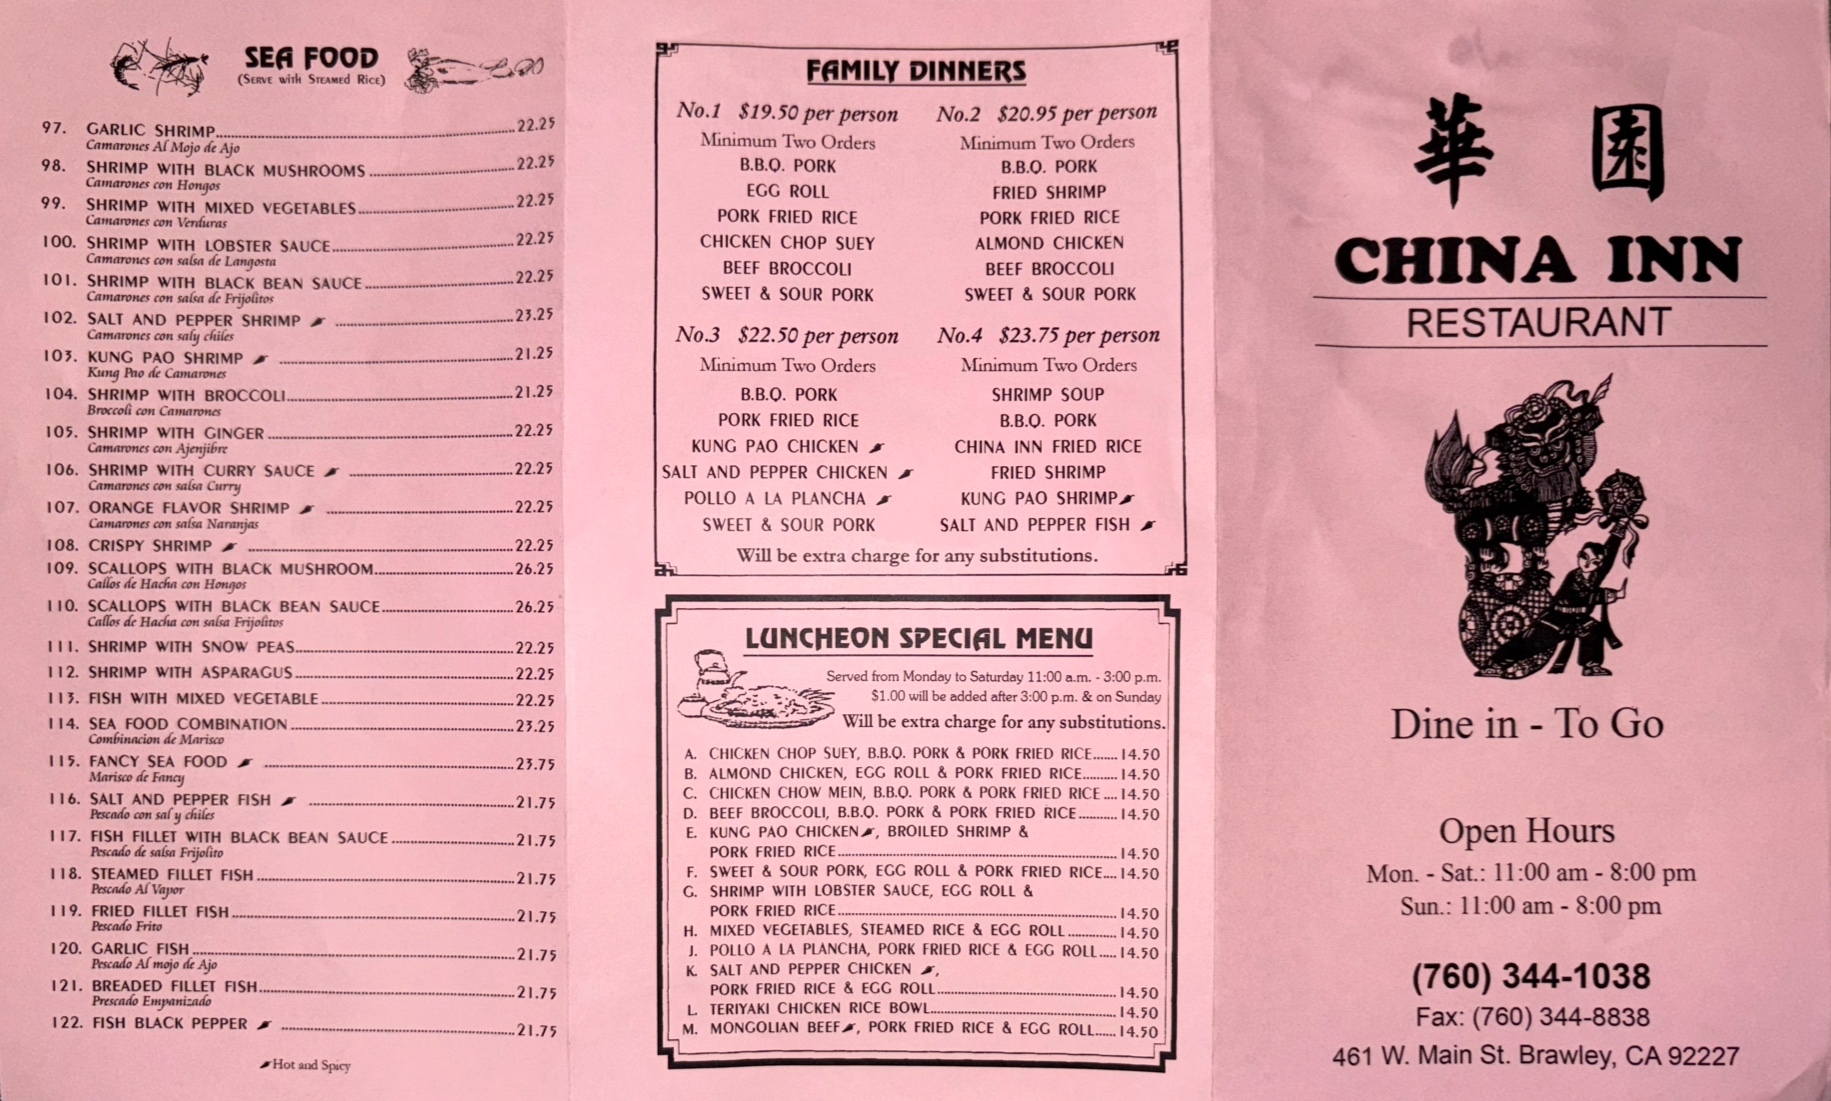 SEA FOOD
(Serve with Steamed Rice)
97. GARLIC SHRIMP 22.25
Camarones Al Mojo de Ajo
98. SHRIMP WITH BLACK MUSHROOMS 22.25
Camarones con Hongos
99. SHRIMP WITH MIXED VEGETABLES 22.25
Camarones con Verduras
100. SHRIMP WITH LOBSTER SAUCE 22.25
Camarones con salsa de Langosta
101. SHRIMP WITH BLACK BEAN SAUCE 22.25
Camarones con salsa de Frijolitos
102. SALT AND PEPPER SHRIMP 23.25
Camarones con saly chiles
103. KUNG PAO SHRIMP 21.25
Kung Pao de Camarones
104. SHRIMP WITH BROCCOLI 21.25
Broccoli con Camarones
105. SHRIMP WITH GINGER 22.25
Camarones con Ajenjibre
106. SHRIMP WITH CURRY SAUCE 22.25
Camarones con salsa Curry
107. ORANGE FLAVOR SHRIMP 22.25
Camarones con salsa Naranjas
108. CRISPY SHRIMP 22.25
109. SCALLOPS WITH BLACK MUSHROOM 26.25
Callos de Hacha con Hongos
110. SCALLOPS WITH BLACK BEAN SAUCE 26.25
Callos de Hacha con salsa Frijolitos
111. SHRIMP WITH SNOW PEAS 22.25
112. SHRIMP WITH ASPARAGUS 22.25
113. FISH WITH MIXED VEGETABLE 22.25
114. SEA FOOD COMBINATION 23.25
Combinacion de Marisco
115. FANCY SEA FOOD 23.75
Marisco de Fancy
116. SALT AND PEPPER FISH 21.75
Pescado con sal y chiles
117. FISH FILLET WITH BLACK BEAN SAUCE 21.75
Pescado de salsa Frijolito
118. STEAMED FILLET FISH 21.75
Pescado Al Vapor
119. FRIED FILLET FISH 21.75
Pescado Frito
120. GARLIC FISH 21.75
Pescado Al mojo de Ajo
121. BREADED FILLET FISH 21.75
Prescado Empanizado
122. FISH BLACK PEPPER 21.75
Hot and Spicy
FAMILY DINNERS
No.1 $19.50 per person
Minimum Two Orders
B.B.Q. PORK
EGG ROLL
PORK FRIED RICE
CHICKEN CHOP SUEY
BEEF BROCCOLI
SWEET & SOUR PORK
No.2 $20.95 per person
Minimum Two Orders
B.B.Q. PORK
FRIED SHRIMP
PORK FRIED RICE
ALMOND CHICKEN
BEEF BROCCOLI
SWEET & SOUR PORK
No.3 $22.50 per person
Minimum Two Orders
B.B.Q. PORK
PORK FRIED RICE
KUNG PAO CHICKEN
SALT AND PEPPER CHICKEN
POLLO A LA PLANCHA
SWEET & SOUR PORK
No.4 $23.75 per person
Minimum Two Orders
SHRIMP SOUP
B.B.Q. PORK
CHINA INN FRIED RICE
FRIED SHRIMP
KUNG PAO SHRIMP
SALT AND PEPPER FISH
Will be extra charge for any substitutions.
LUNCHEON SPECIAL MENU
Served from Monday to Saturday 11:00 a.m. - 3:00 p.m.
$1.00 will be added after 3:00 p.m. & on Sunday
Will be extra charge for any substitutions.
A. CHICKEN CHOP SUEY, B.B.Q. PORK & PORK FRIED RICE 14.50
B. ALMOND CHICKEN, EGG ROLL & PORK FRIED RICE 14.50
C. CHICKEN CHOW MEIN, B.B.Q. PORK & PORK FRIED RICE 14.50
D. BEEF BROCCOLI, B.B.Q. PORK & PORK FRIED RICE 14.50
E. KUNG PAO CHICKEN, BROILED SHRIMP &
PORK FRIED RICE 14.50
F. SWEET & SOUR PORK, EGG ROLL & PORK FRIED RICE 14.50
G. SHRIMP WITH LOBSTER SAUCE, EGG ROLL &
PORK FRIED RICE 14.50
H. MIXED VEGETABLES, STEAMED RICE & EGG ROLL 14.50
J. POLLO A LA PLANCHA, PORK FRIED RICE & EGG ROLL 14.50
K. SALT AND PEPPER CHICKEN,
PORK FRIED RICE & EGG ROLL 14.50
L. TERIYAKI CHICKEN RICE BOWL 14.50
M. MONGOLIAN BEEF, PORK FRIED RICE & EGG ROLL 14.50
華 園
CHINA INN
RESTAURANT
Dine in - To Go
Open Hours
Mon. - Sat.: 11:00 am - 8:00 pm
Sun.: 11:00 am - 8:00 pm
(760) 344-1038
Fax: (760) 344-8838
461 W. Main St. Brawley, CA 92227